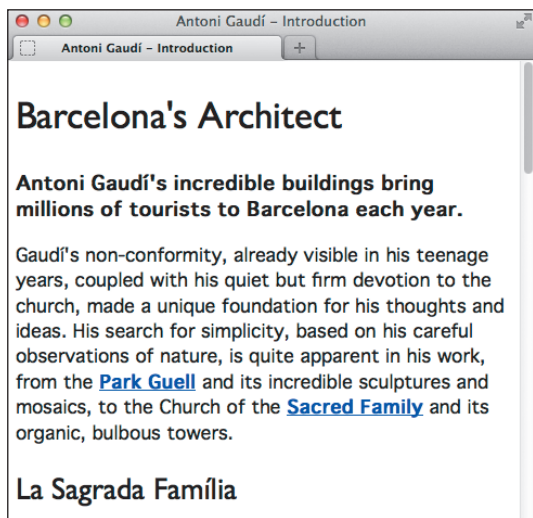 Antoni Gaudí – Introduction
Antoni Gaudí – Introduction
Barcelona's Architect
Antoni Gaudí's incredible buildings bring
millions of tourists to Barcelona each year.
Gaudí's non-conformity, already visible in his teenage
years, coupled with his quiet but firm devotion to the
church, made a unique foundation for his thoughts and
ideas. His search for simplicity, based on his careful
observations of nature, is quite apparent in his work,
from the Park Guell and its incredible sculptures and
mosaics, to the Church of the Sacred Family and its
organic, bulbous towers.
La Sagrada Família